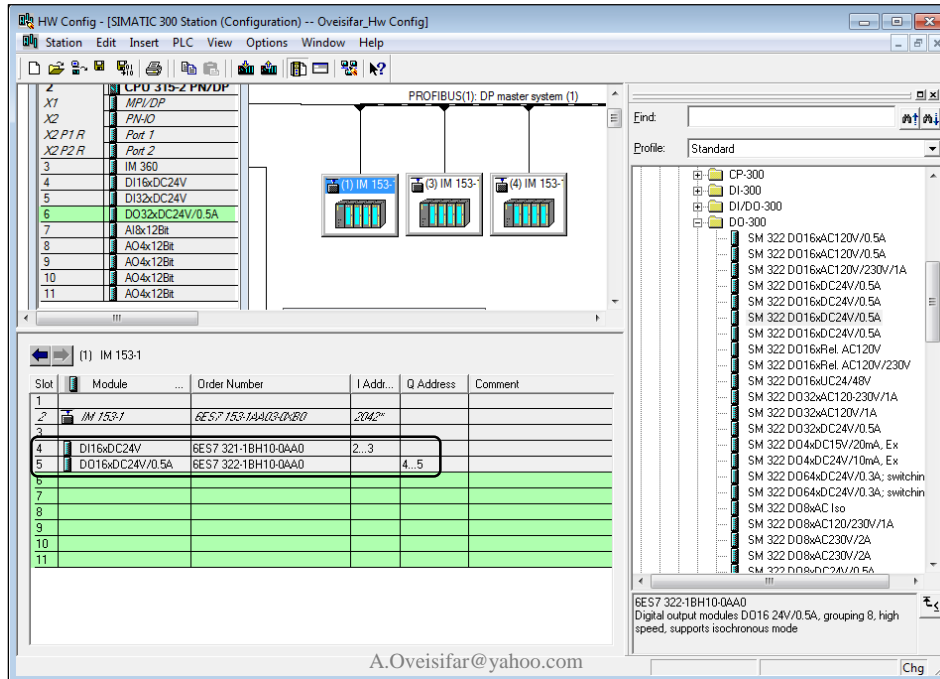 HW Config - [SIMATIC 300 Station (Configuration) -- Oveisifar_Hw Config]
Station Edit Insert PLC View Options Window Help
2 CPU 315-2 PN/DP
X1 MPI/DP
X2 PN-IO
X2 P1 R Port 1
X2 P2 R Port 2
3 IM 360
4 DI16xDC24V
5 DI32xDC24V
6 DO32xDC24V/0.5A
7 AI8x12Bit
8 AO4x12Bit
9 AO4x12Bit
10 AO4x12Bit
11 AO4x12Bit
PROFIBUS(1): DP master system (1)
(1) IM 153-1
(3) IM 153-1
(4) IM 153-
Find:
Profile: Standard
CP-300
DI-300
DI/DO-300
DO-300
SM 322 DO16xAC120V/0.5A
SM 322 DO16xAC120V/0.5A
SM 322 DO16xAC120V/230V/1A
SM 322 DO16xDC24V/0.5A
SM 322 DO16xDC24V/0.5A
SM 322 DO16xDC24V/0.5A
SM 322 DO16xDC24V/0.5A
SM 322 DO16xRel. AC120V
SM 322 DO16xRel. AC120V/230V
SM 322 DO16xUC24/48V
SM 322 DO32xAC120-230V/1A
SM 322 DO32xAC120V/1A
SM 322 DO32xDC24V/0.5A
SM 322 DO4xDC15V/20mA, Ex
SM 322 DO4xDC24V/10mA, Ex
SM 322 DO64xDC24V/0.3A; switchin
SM 322 DO64xDC24V/0.3A; switchin
SM 322 DO8xAC Iso
SM 322 DO8xAC120/230V/1A
SM 322 DO8xAC230V/2A
SM 322 DO8xAC230V/2A
SM 322 DO8xDC24V/0.5A
6ES7 322-1BH10-0AA0
Digital output modules DO16 24V/0.5A, grouping 8, high
speed, supports isochronous mode
(1) IM 153-1
Slot Module ... Order Number I Addr... Q Address Comment
1
2 IM 153-1 6ES7 153-1AA03-0XB0 2042*
3
4 DI16xDC24V 6ES7 321-1BH10-0AA0 2...3
5 DO16xDC24V/0.5A 6ES7 322-1BH10-0AA0 4...5
6
7
8
9
10
11
A.Oveisifar@yahoo.com
Chg